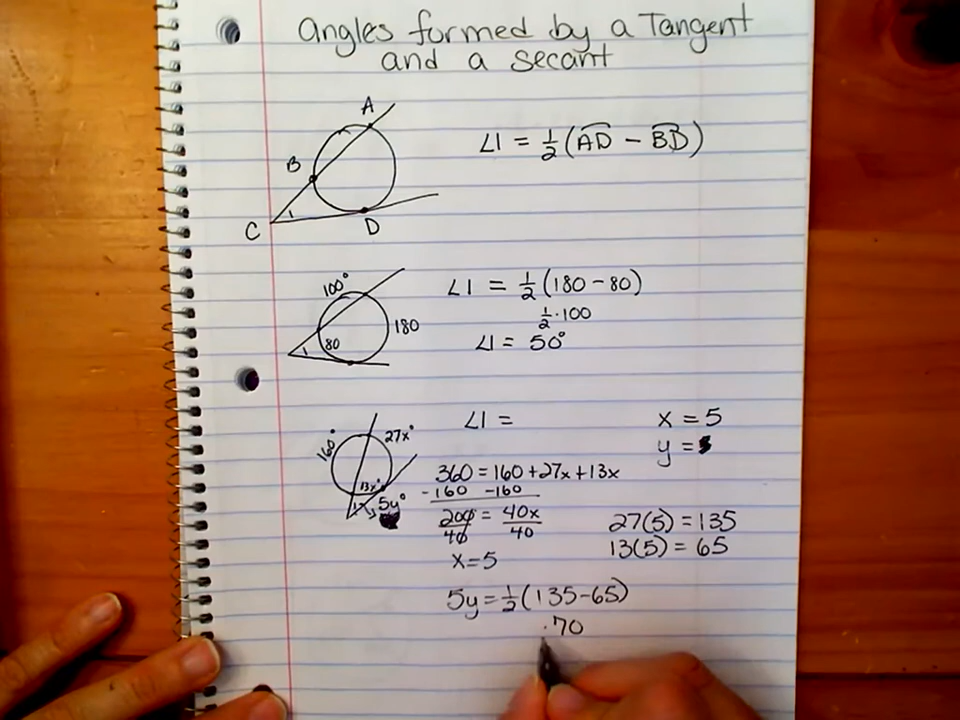 Angles formed by a Tangent
and a secant
A
B
C
1
D
∠1 = 1/2 (AD − BD)
100°
180
80
1
∠1 = 1/2 (180 − 80)
1/2 · 100
∠1 = 50°
160°
27x°
13x°
5y°
1
∠1 =
x = 5
y =
360 = 160 + 27x + 13x
-160 -160
200 = 40x
40 40
x = 5
27(5) = 135
13(5) = 65
5y = 1/2 (135 − 65)
· 70